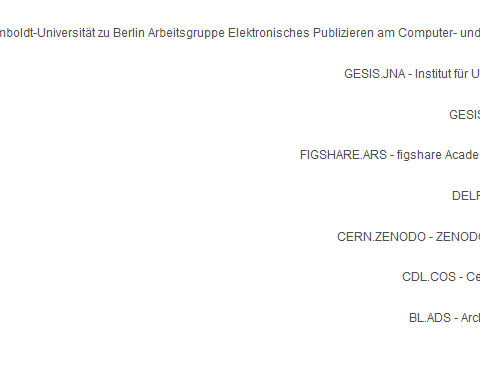 mboldt-Universität zu Berlin Arbeitsgruppe Elektronisches Publizieren am Computer- und
GESIS.JNA - Institut für U
GESIS
FIGSHARE.ARS - figshare Acade
DELF
CERN.ZENODO - ZENODO
CDL.COS - Ce
BL.ADS - Arc